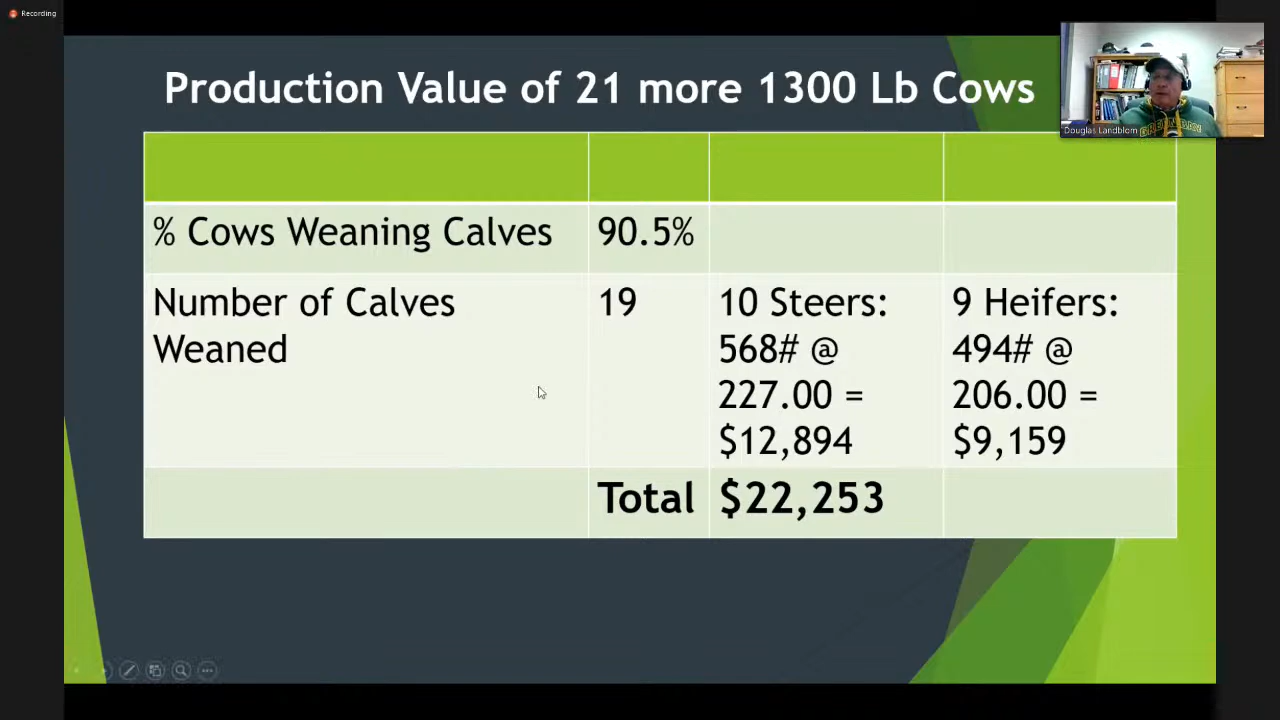 Recording
Production Value of 21 more 1300 Lb Cows
Douglas Landblom
% Cows Weaning Calves 90.5%
Number of Calves
Weaned
19
10 Steers:
568# @
227.00 =
$12,894
9 Heifers:
494# @
206.00 =
$9,159
Total $22,253